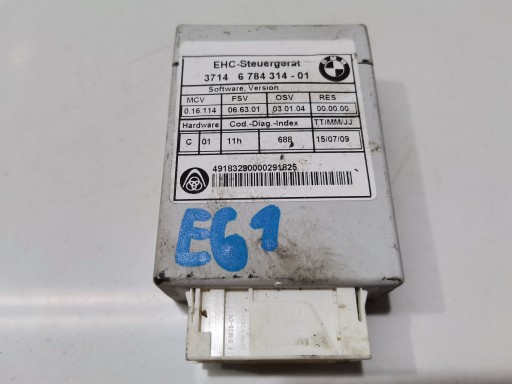 EHC-Steuergerät
BMW
3714 6 784 314 - 01
Software, Version
MCV FSV OSV RES
0.16.114 06.63.01 03.01.04 00.00.00
Hardware Cod.-Diag.-Index TT/MM/JJ
C 01 11h 688 15/07/09
49183290000291825
E61